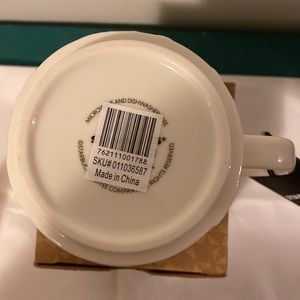 MICROWAVE AND DISHWASHER SAFE
762111001788
SKU# 011036587
Made in China
COFFEE COMPANY
RIGHTS RESERVED